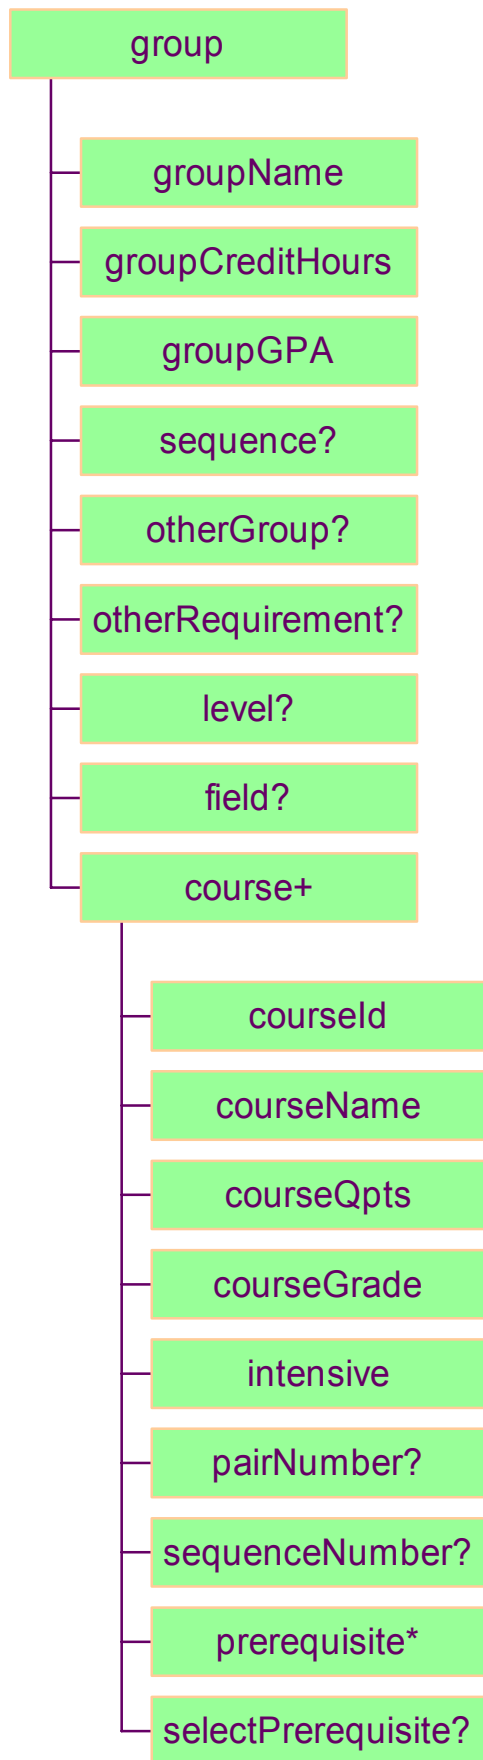 group
groupName
groupCreditHours
groupGPA
sequence?
otherGroup?
otherRequirement?
level?
field?
course+
courseId
courseName
courseQpts
courseGrade
intensive
pairNumber?
sequenceNumber?
prerequisite*
selectPrerequisite?